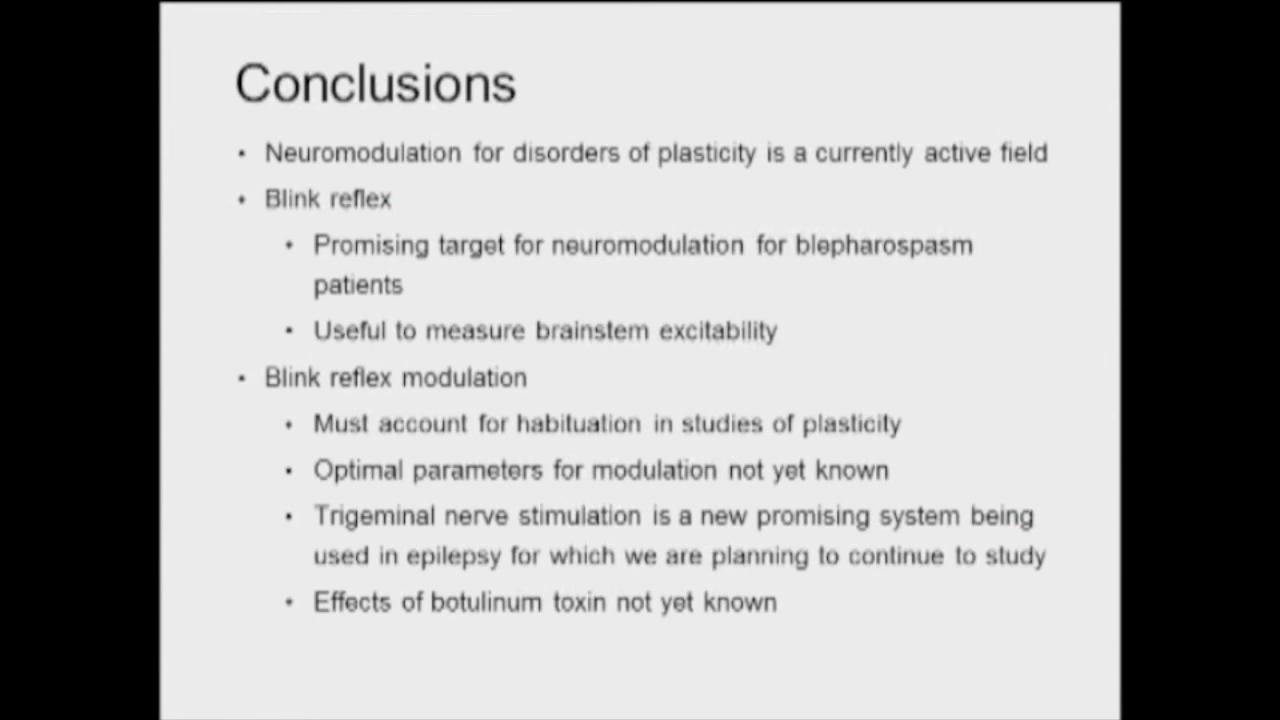 Conclusions
• Neuromodulation for disorders of plasticity is a currently active field
• Blink reflex
• Promising target for neuromodulation for blepharospasm
patients
• Useful to measure brainstem excitability
• Blink reflex modulation
• Must account for habituation in studies of plasticity
• Optimal parameters for modulation not yet known
• Trigeminal nerve stimulation is a new promising system being
used in epilepsy for which we are planning to continue to study
• Effects of botulinum toxin not yet known